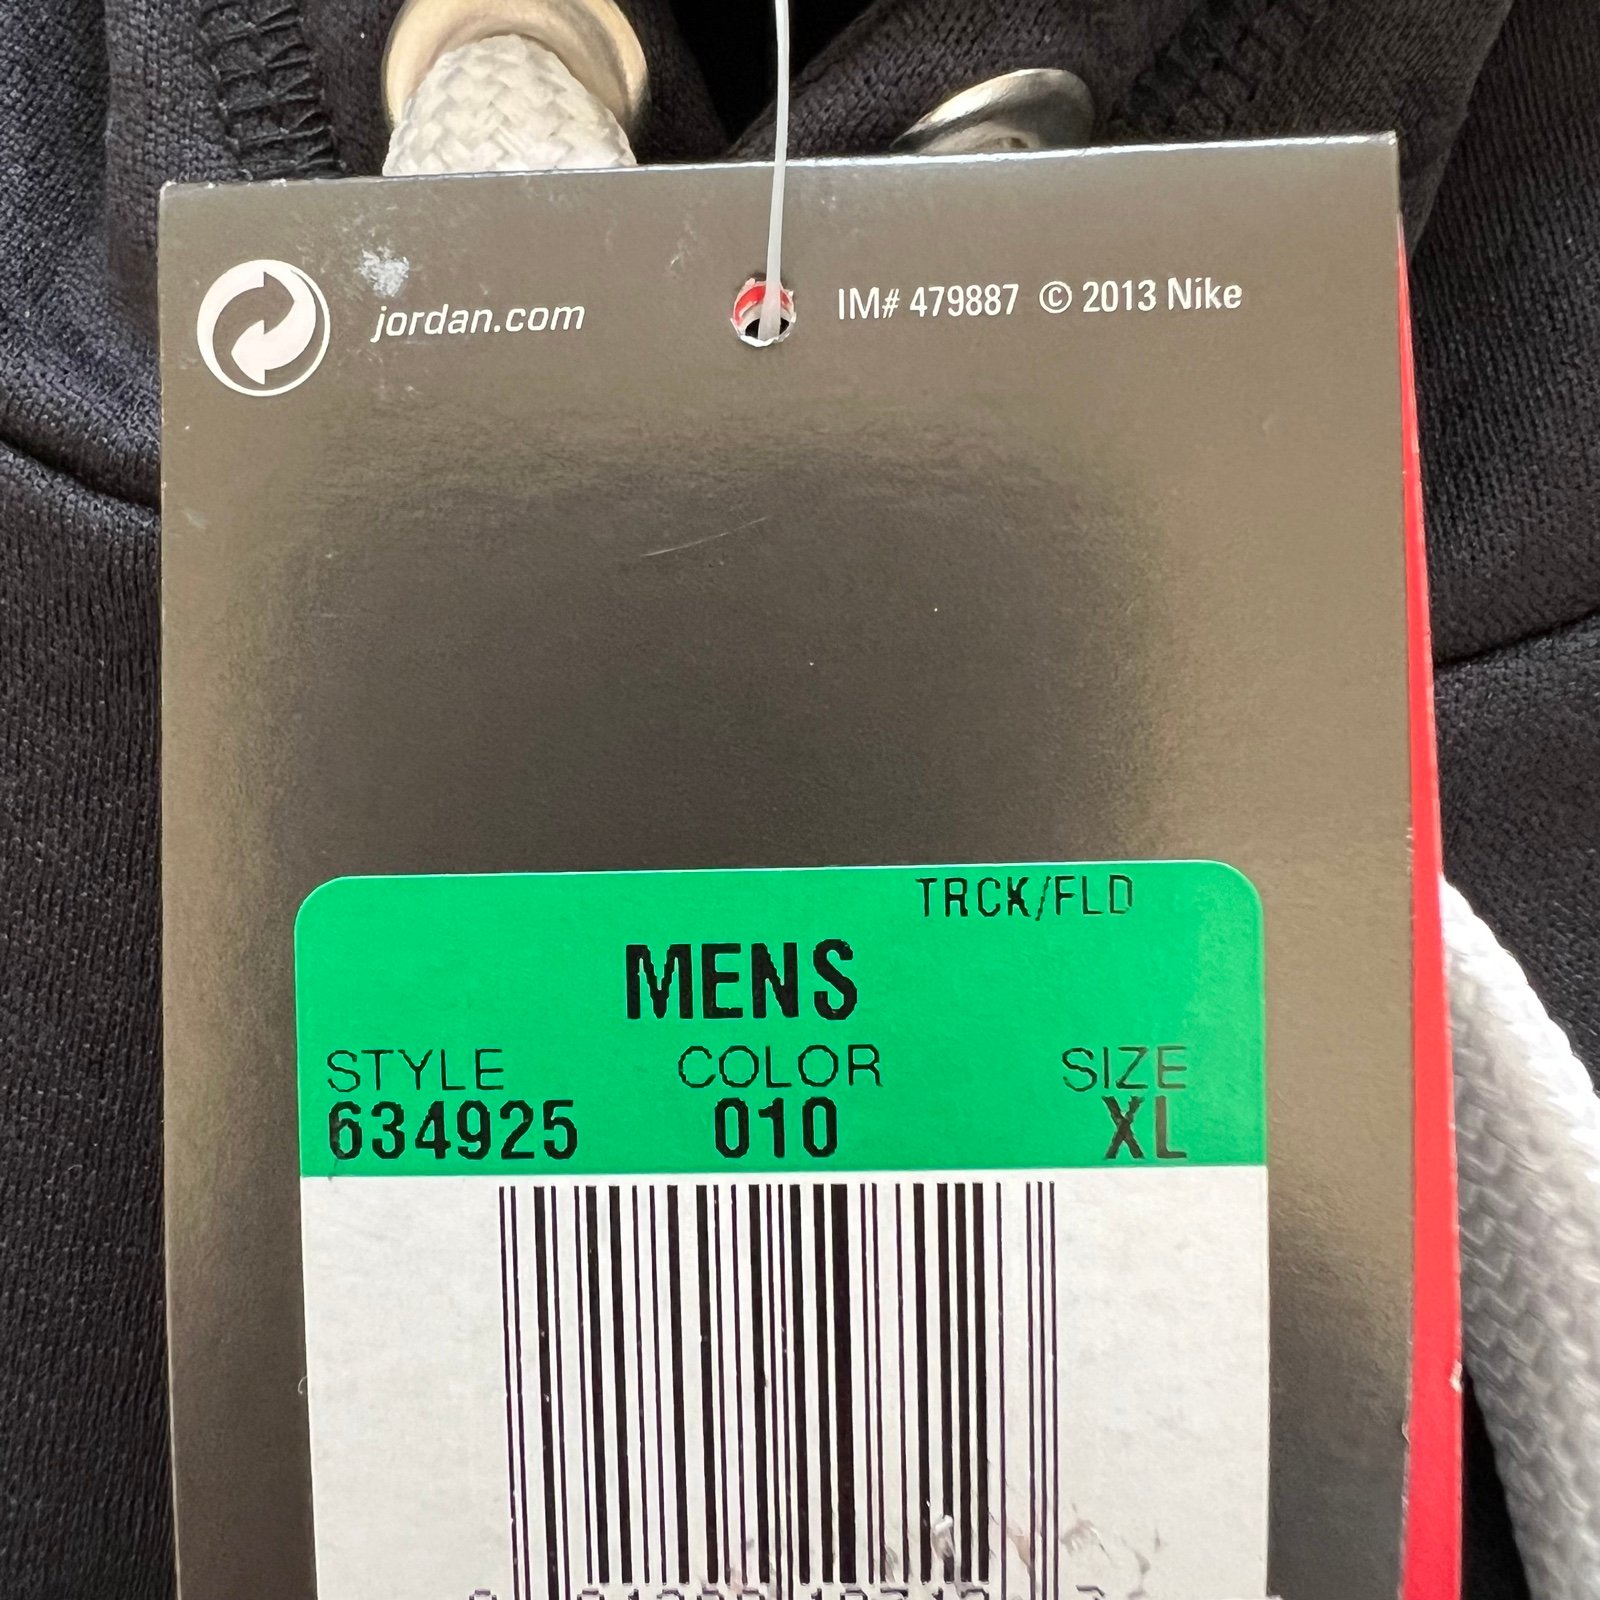 jordan.com
IM# 479887 © 2013 Nike
TRCK/FLD
MENS
STYLE COLOR SIZE
634925 010 XL